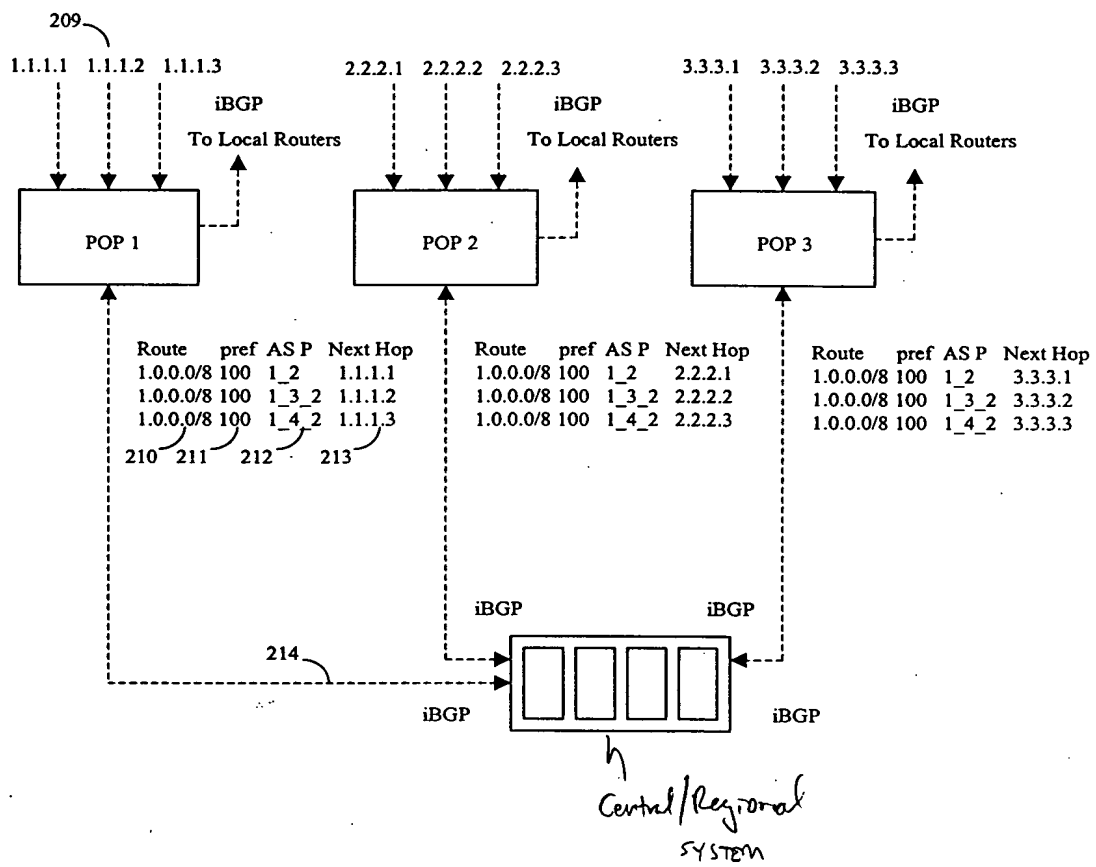 209
1.1.1.1 1.1.1.2 1.1.1.3 2.2.2.1 2.2.2.2 2.2.2.3 3.3.3.1 3.3.3.2 3.3.3.3
iBGP iBGP iBGP
To Local Routers To Local Routers To Local Routers
POP 1 POP 2 POP 3
Route pref AS P Next Hop
1.0.0.0/8 100 1_2 1.1.1.1
1.0.0.0/8 100 1_3_2 1.1.1.2
1.0.0.0/8 100 1_4_2 1.1.1.3
210 211 212 213
Route pref AS P Next Hop
1.0.0.0/8 100 1_2 2.2.2.1
1.0.0.0/8 100 1_3_2 2.2.2.2
1.0.0.0/8 100 1_4_2 2.2.2.3
Route pref AS P Next Hop
1.0.0.0/8 100 1_2 3.3.3.1
1.0.0.0/8 100 1_3_2 3.3.3.2
1.0.0.0/8 100 1_4_2 3.3.3.3
iBGP iBGP
214
iBGP iBGP
Central/Regional
SYSTEM